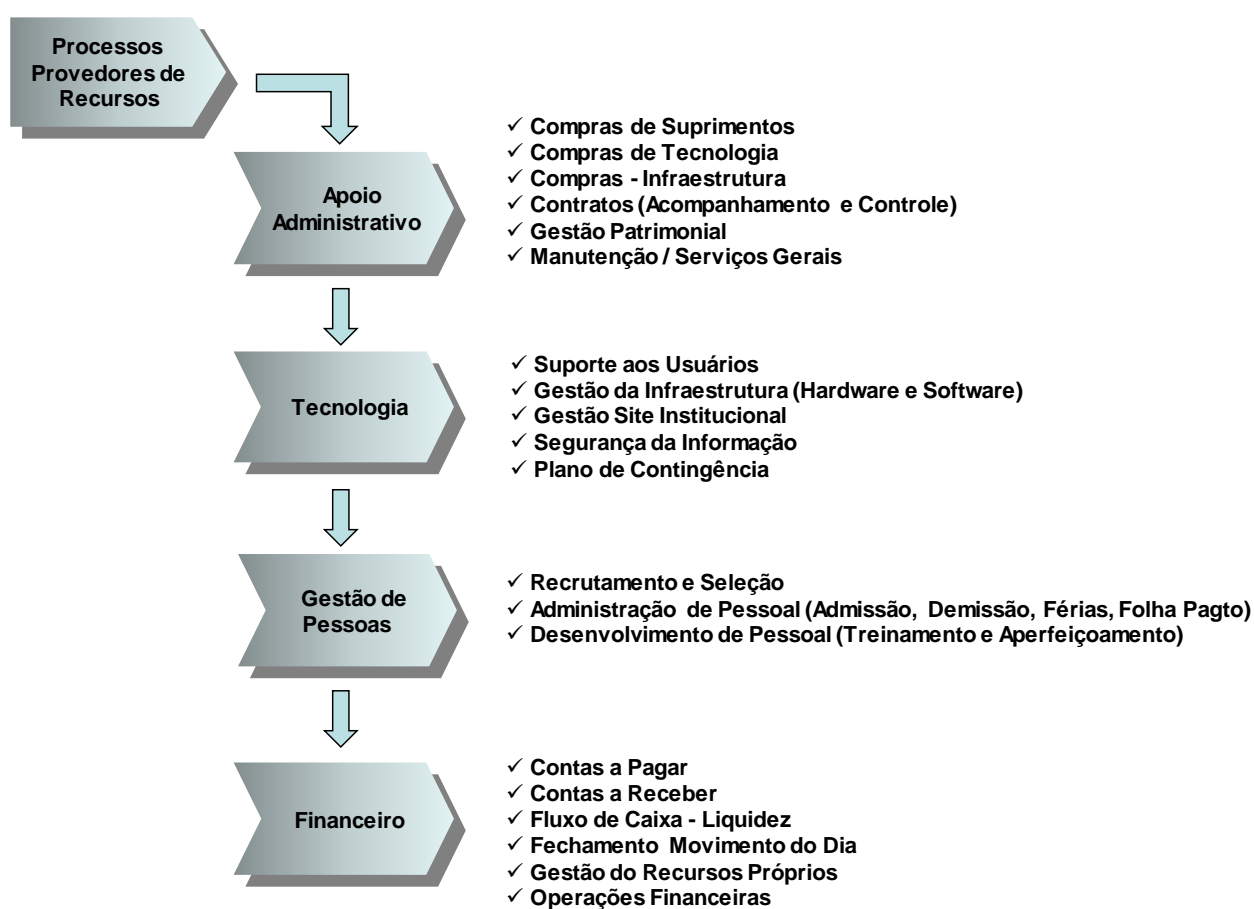 Processos
Provedores de
Recursos
Apoio
Administrativo
✓ Compras de Suprimentos
✓ Compras de Tecnologia
✓ Compras - Infraestrutura
✓ Contratos (Acompanhamento e Controle)
✓ Gestão Patrimonial
✓ Manutenção / Serviços Gerais
Tecnologia
✓ Suporte aos Usuários
✓ Gestão da Infraestrutura (Hardware e Software)
✓ Gestão Site Institucional
✓ Segurança da Informação
✓ Plano de Contingência
Gestão de
Pessoas
✓ Recrutamento e Seleção
✓ Administração de Pessoal (Admissão, Demissão, Férias, Folha Pagto)
✓ Desenvolvimento de Pessoal (Treinamento e Aperfeiçoamento)
Financeiro
✓ Contas a Pagar
✓ Contas a Receber
✓ Fluxo de Caixa - Liquidez
✓ Fechamento Movimento do Dia
✓ Gestão do Recursos Próprios
✓ Operações Financeiras